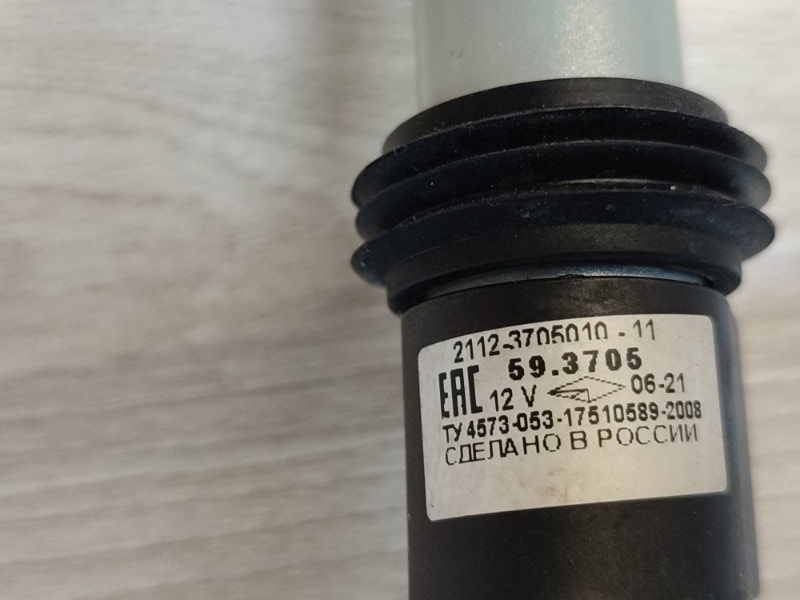 2112-3705010-11
59.3705
EAC 12 V 06-21
ТУ 4573-053-17510589-2008
СДЕЛАНО В РОССИИ